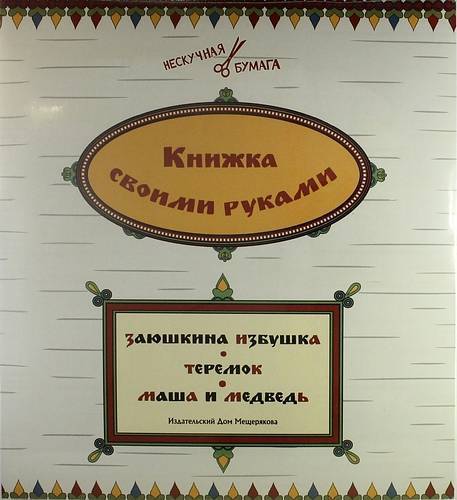 НЕСКУЧНАЯ
БУМАГА
Книжка
своими руками
заюшкина избушка
•
теремок
•
маша и медведь
Издательский Дом Мещерякова